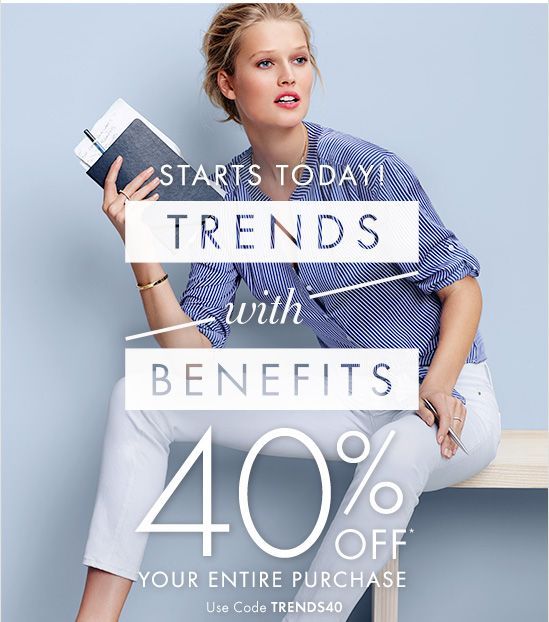 STARTS TODAY!
TRENDS
with
BENEFITS
40%
OFF*
YOUR ENTIRE PURCHASE
Use Code TRENDS40